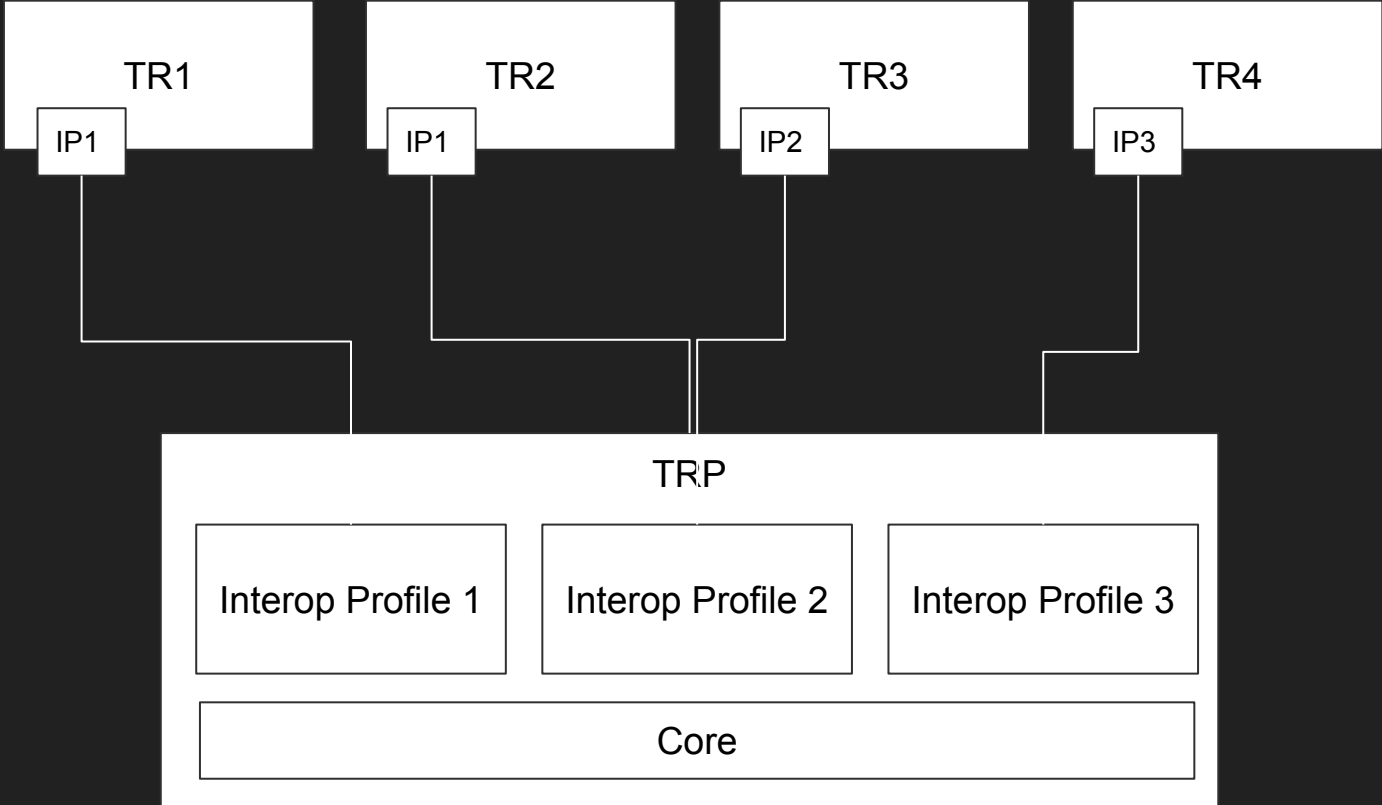 TR1
TR2
TR3
TR4
IP1
IP1
IP2
IP3
TRP
Interop Profile 1
Interop Profile 2
Interop Profile 3
Core